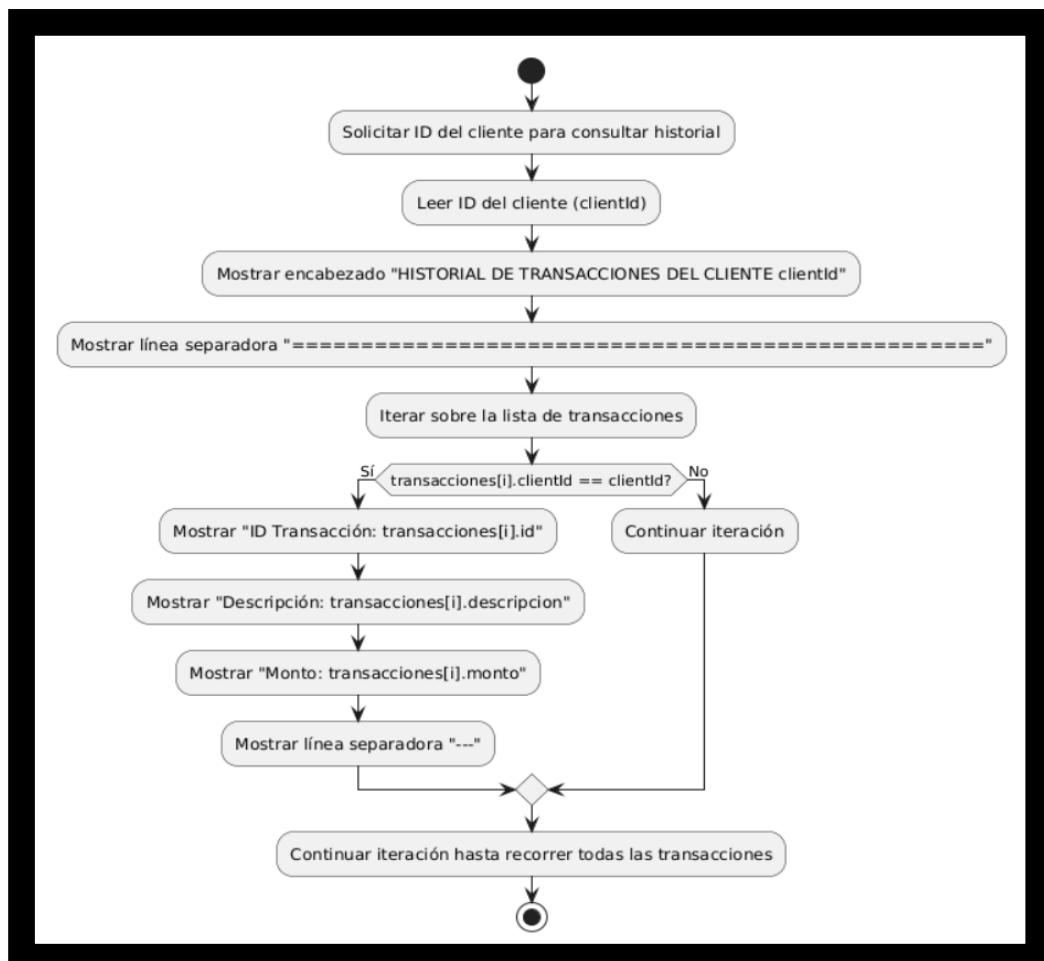 Solicitar ID del cliente para consultar historial
Leer ID del cliente (clientId)
Mostrar encabezado "HISTORIAL DE TRANSACCIONES DEL CLIENTE clientId"
Mostrar línea separadora "=================================================="
Iterar sobre la lista de transacciones
Sí
transacciones[i].clientId == clientId?
No
Mostrar "ID Transacción: transacciones[i].id"
Continuar iteración
Mostrar "Descripción: transacciones[i].descripcion"
Mostrar "Monto: transacciones[i].monto"
Mostrar línea separadora "---"
Continuar iteración hasta recorrer todas las transacciones